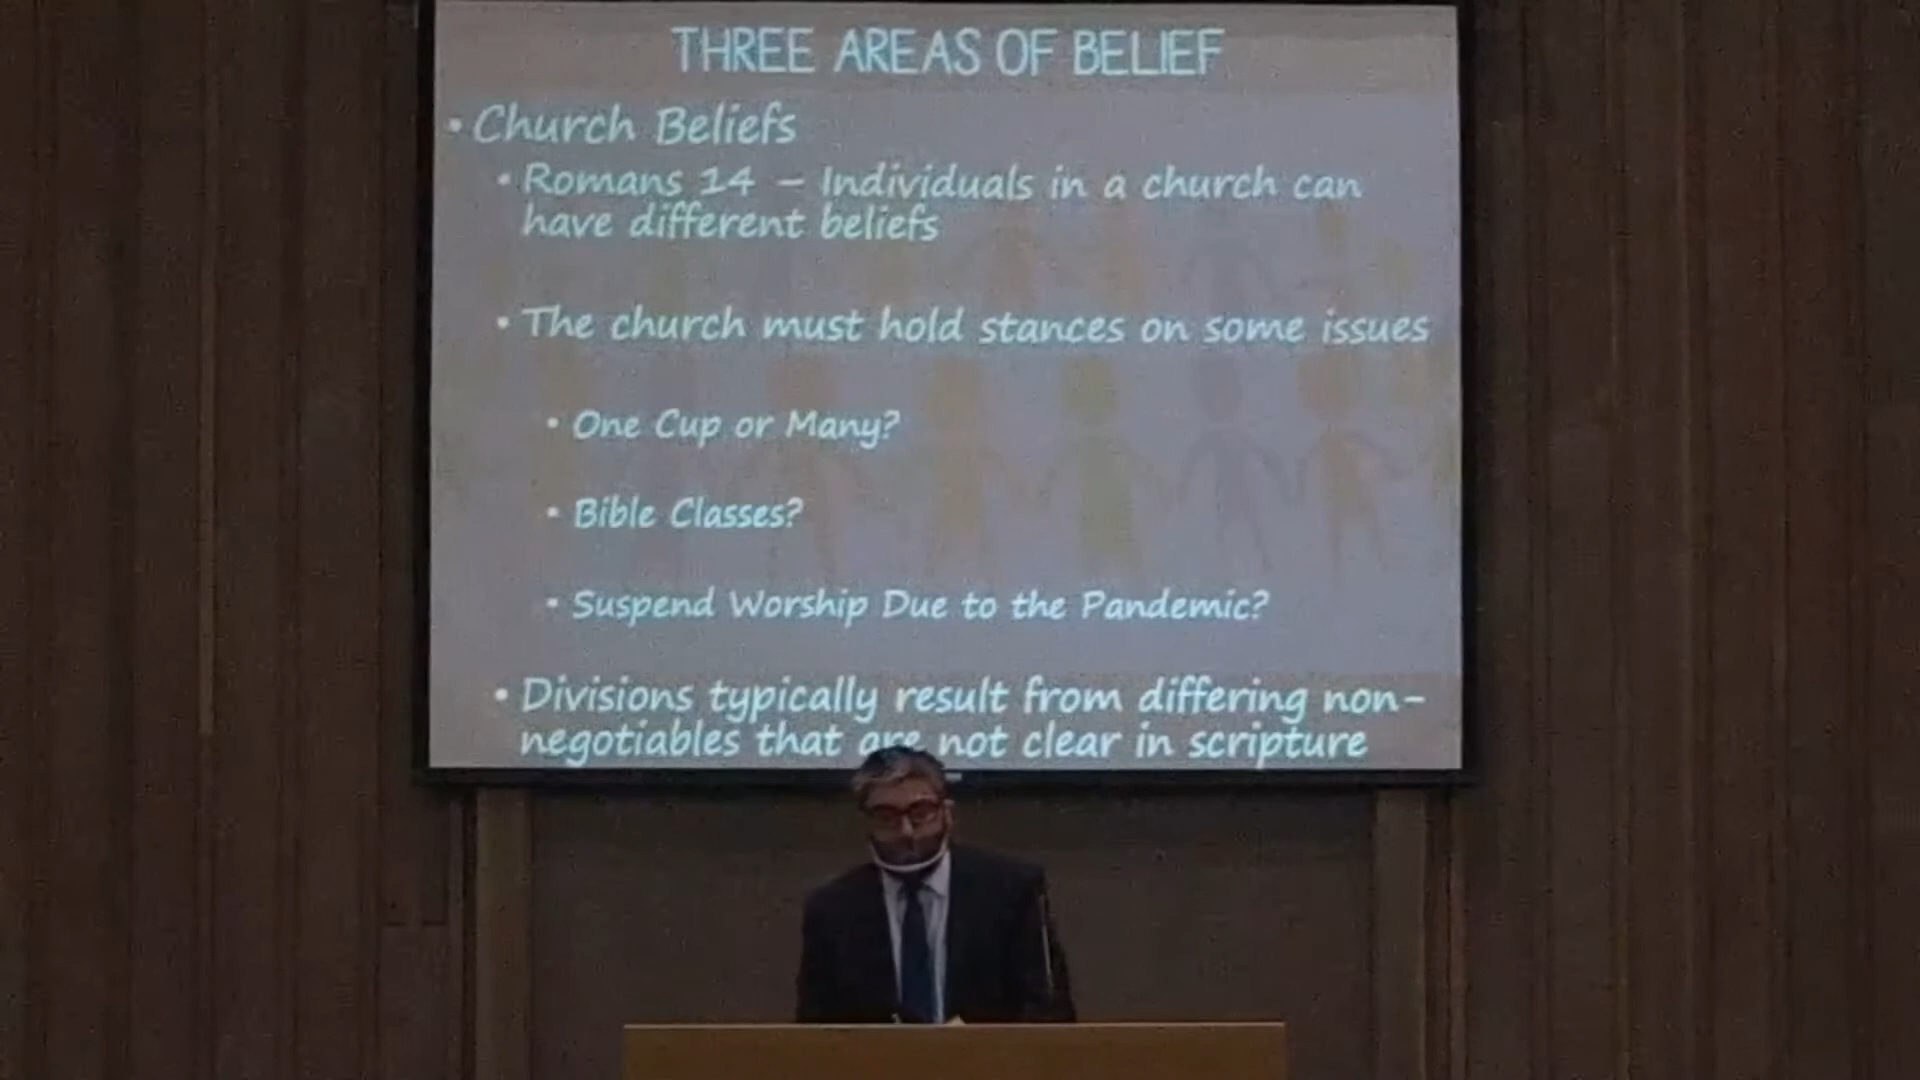 THREE AREAS OF BELIEF
• Church Beliefs
• Romans 14 – Individuals in a church can
have different beliefs
• The church must hold stances on some issues
• One Cup or Many?
• Bible Classes?
• Suspend Worship Due to the Pandemic?
• Divisions typically result from differing non-
negotiables that are not clear in scripture